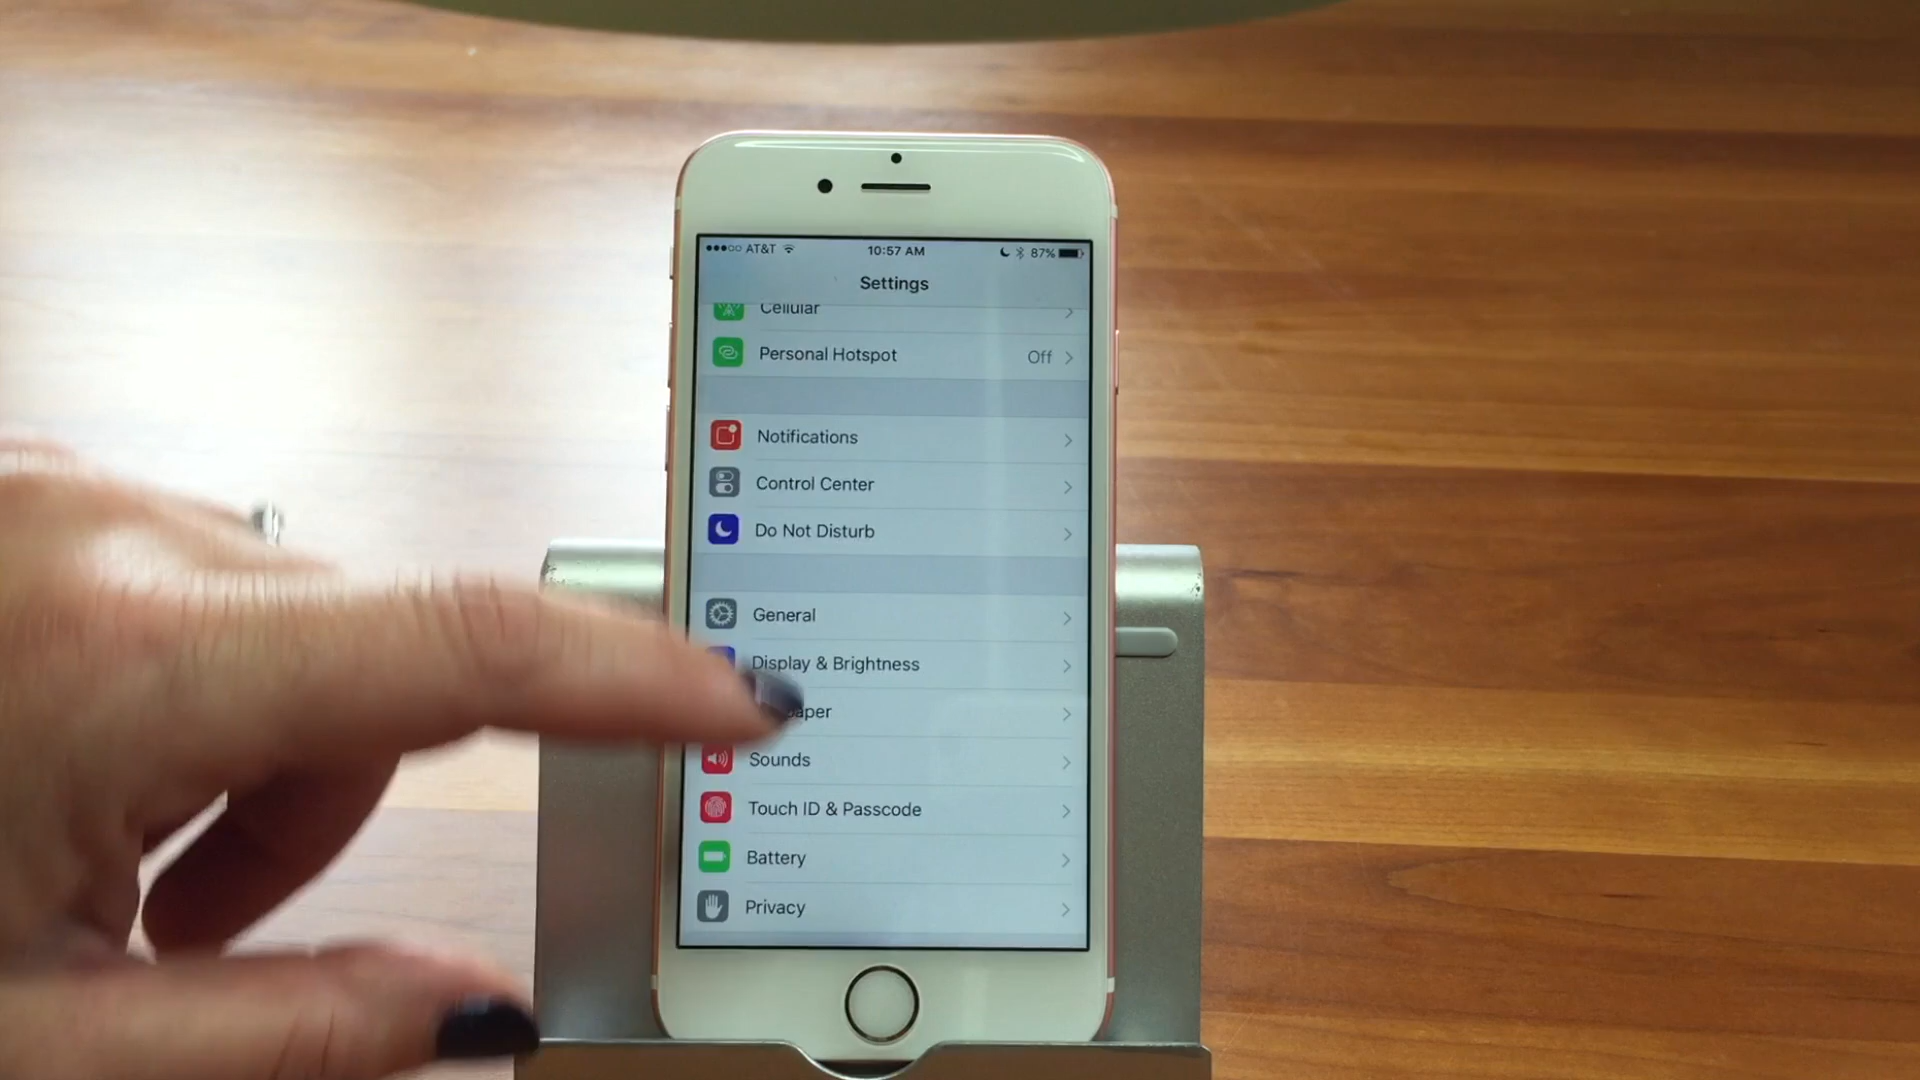 AT&T 10:57 AM 87%
Settings
Cellular
Personal Hotspot Off
Notifications
Control Center
Do Not Disturb
General
Display & Brightness
Sounds
Touch ID & Passcode
Battery
Privacy